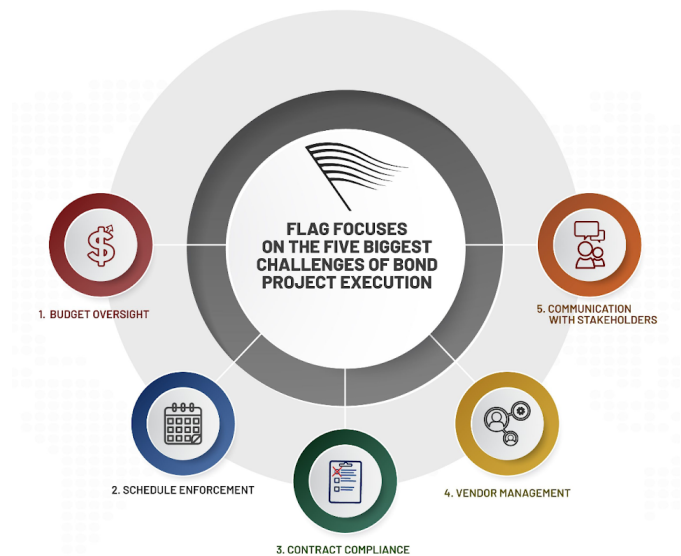 FLAG FOCUSES
ON THE FIVE BIGGEST
CHALLENGES OF BOND
PROJECT EXECUTION
1. BUDGET OVERSIGHT
2. SCHEDULE ENFORCEMENT
3. CONTRACT COMPLIANCE
4. VENDOR MANAGEMENT
5. COMMUNICATION
WITH STAKEHOLDERS